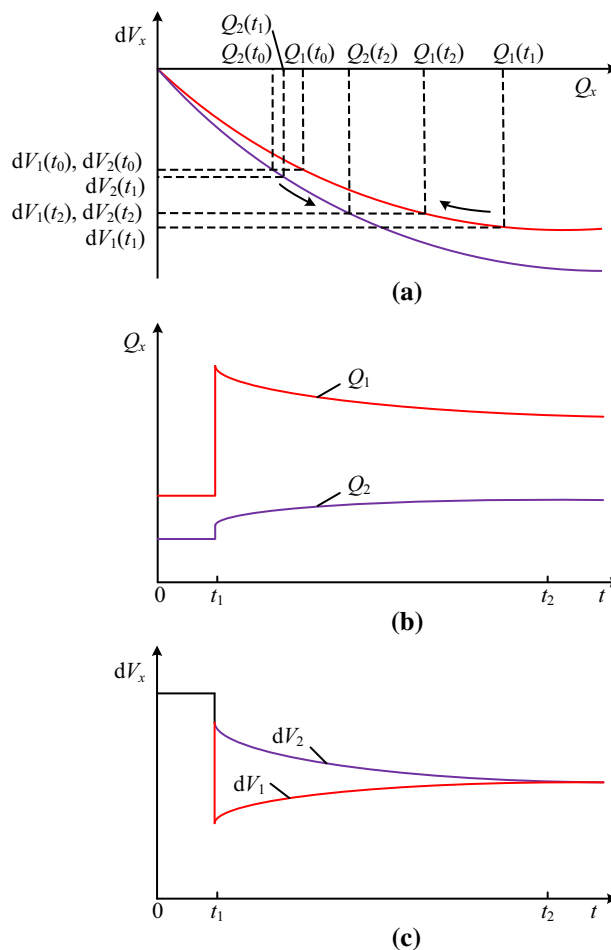 dVₓ
Q₂(t₁)
Q₂(t₀) Q₁(t₀) Q₂(t₂) Q₁(t₂) Q₁(t₁)
Qₓ
dV₁(t₀), dV₂(t₀)
dV₂(t₁)
dV₁(t₂), dV₂(t₂)
dV₁(t₁)
(a)
Qₓ
Q₁
Q₂
0 t₁ t₂ t
(b)
dVₓ
dV₂
dV₁
0 t₁ t₂ t
(c)